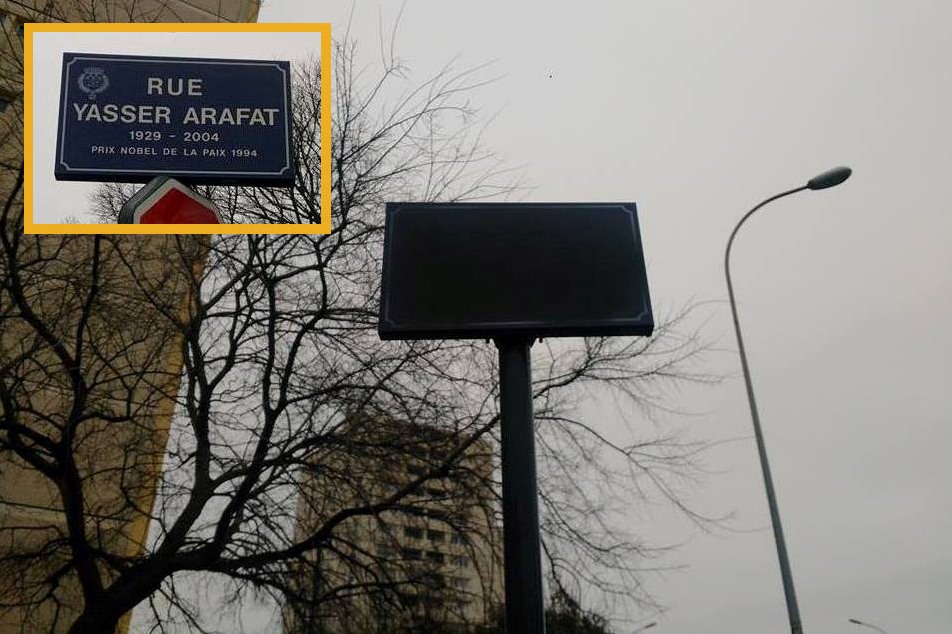 RUE
YASSER ARAFAT
1929 - 2004
PRIX NOBEL DE LA PAIX 1994